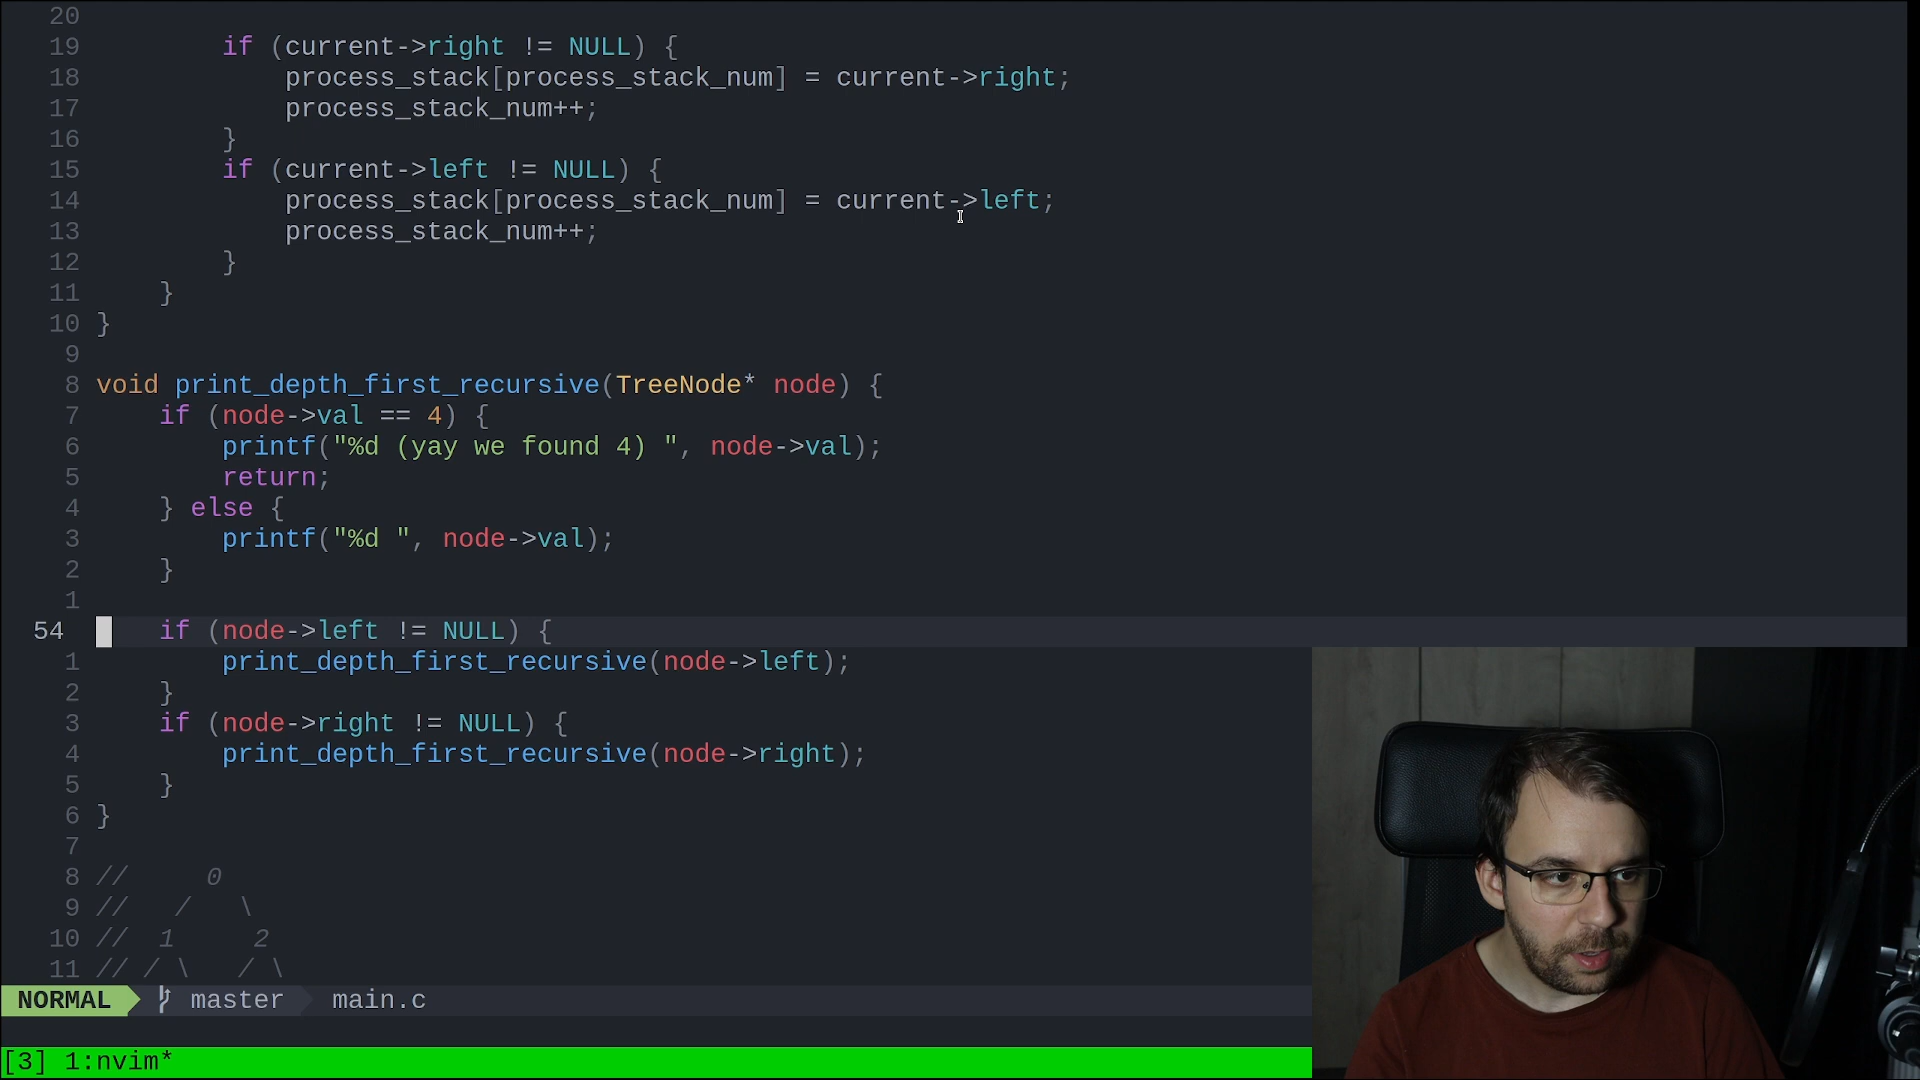 20
19         if (current->right != NULL) {
18             process_stack[process_stack_num] = current->right;
17             process_stack_num++;
16         }
15         if (current->left != NULL) {
14             process_stack[process_stack_num] = current->left;
13             process_stack_num++;
12         }
11     }
10 }
9
8 void print_depth_first_recursive(TreeNode* node) {
7     if (node->val == 4) {
6         printf("%d (yay we found 4) ", node->val);
5         return;
4     } else {
3         printf("%d ", node->val);
2     }
1
54     if (node->left != NULL) {
1         print_depth_first_recursive(node->left);
2     }
3     if (node->right != NULL) {
4         print_depth_first_recursive(node->right);
5     }
6 }
7
8 //     0
9 //   /   \
10 //  1     2
11 // / \   / \
NORMAL master main.c
[3] 1:nvim*